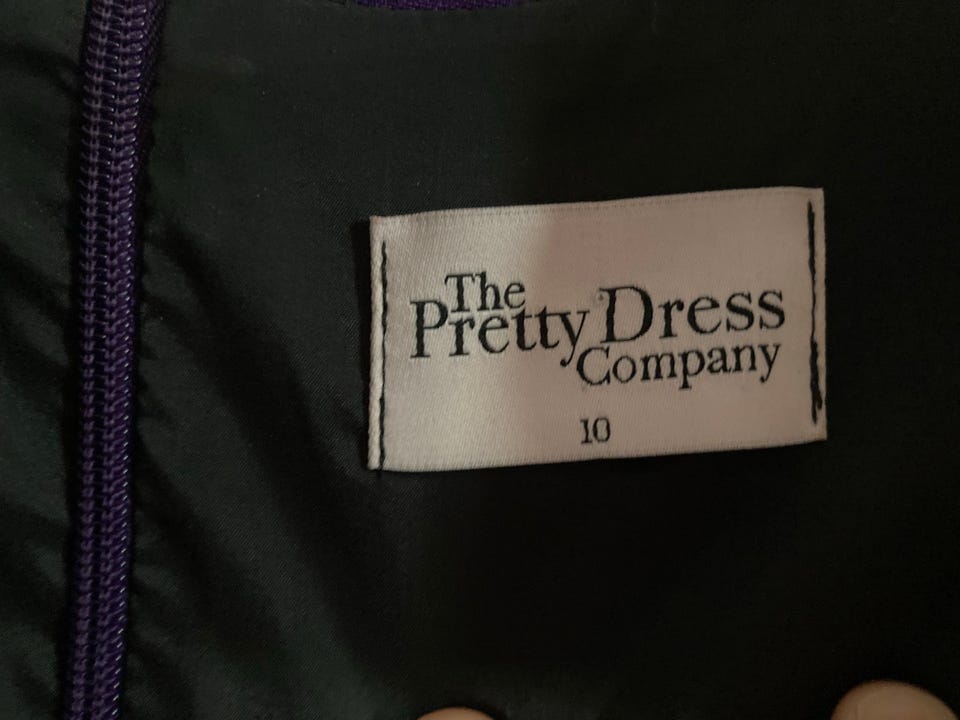 The
Pretty Dress
Company
10